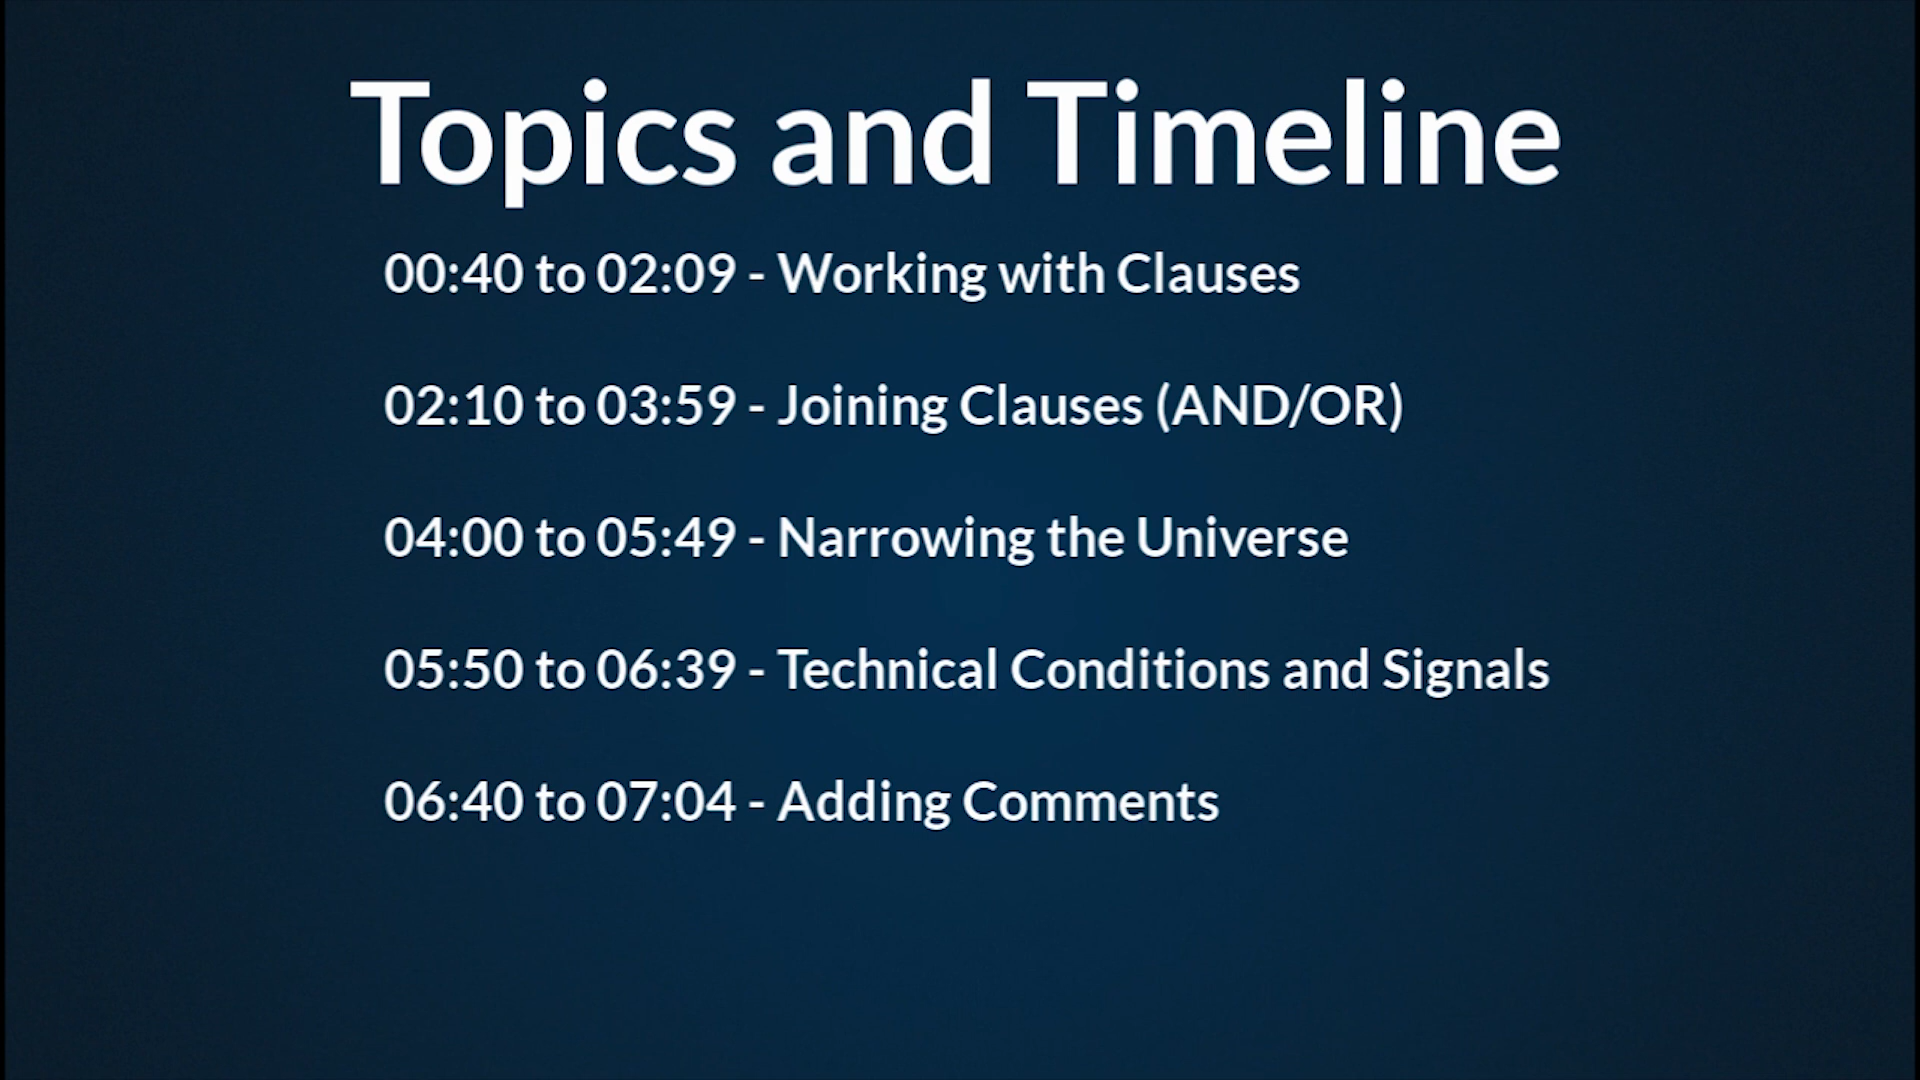 Topics and Timeline
00:40 to 02:09 - Working with Clauses
02:10 to 03:59 - Joining Clauses (AND/OR)
04:00 to 05:49 - Narrowing the Universe
05:50 to 06:39 - Technical Conditions and Signals
06:40 to 07:04 - Adding Comments